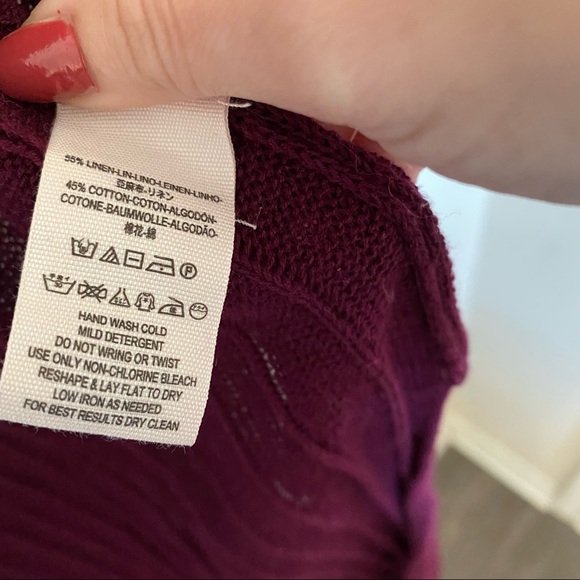 55% LINEN-LIN-LINO-LEINEN-LINHO-
亞麻布-リネン
45% COTTON-COTON-ALGODÓN-
COTONE-BAUMWOLLE-ALGODÃO-
棉花-綿
P
HAND WASH COLD
MILD DETERGENT
DO NOT WRING OR TWIST
USE ONLY NON-CHLORINE BLEACH
RESHAPE & LAY FLAT TO DRY
LOW IRON AS NEEDED
FOR BEST RESULTS DRY CLEAN